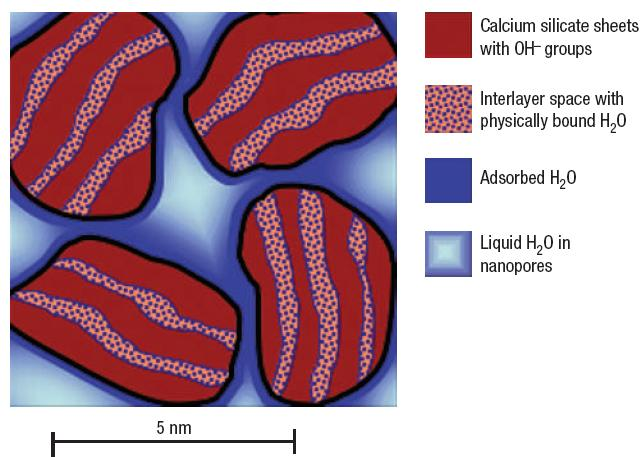 Calcium silicate sheets
with OH⁻ groups
Interlayer space with
physically bound H₂O
Adsorbed H₂O
Liquid H₂O in
nanopores
5 nm